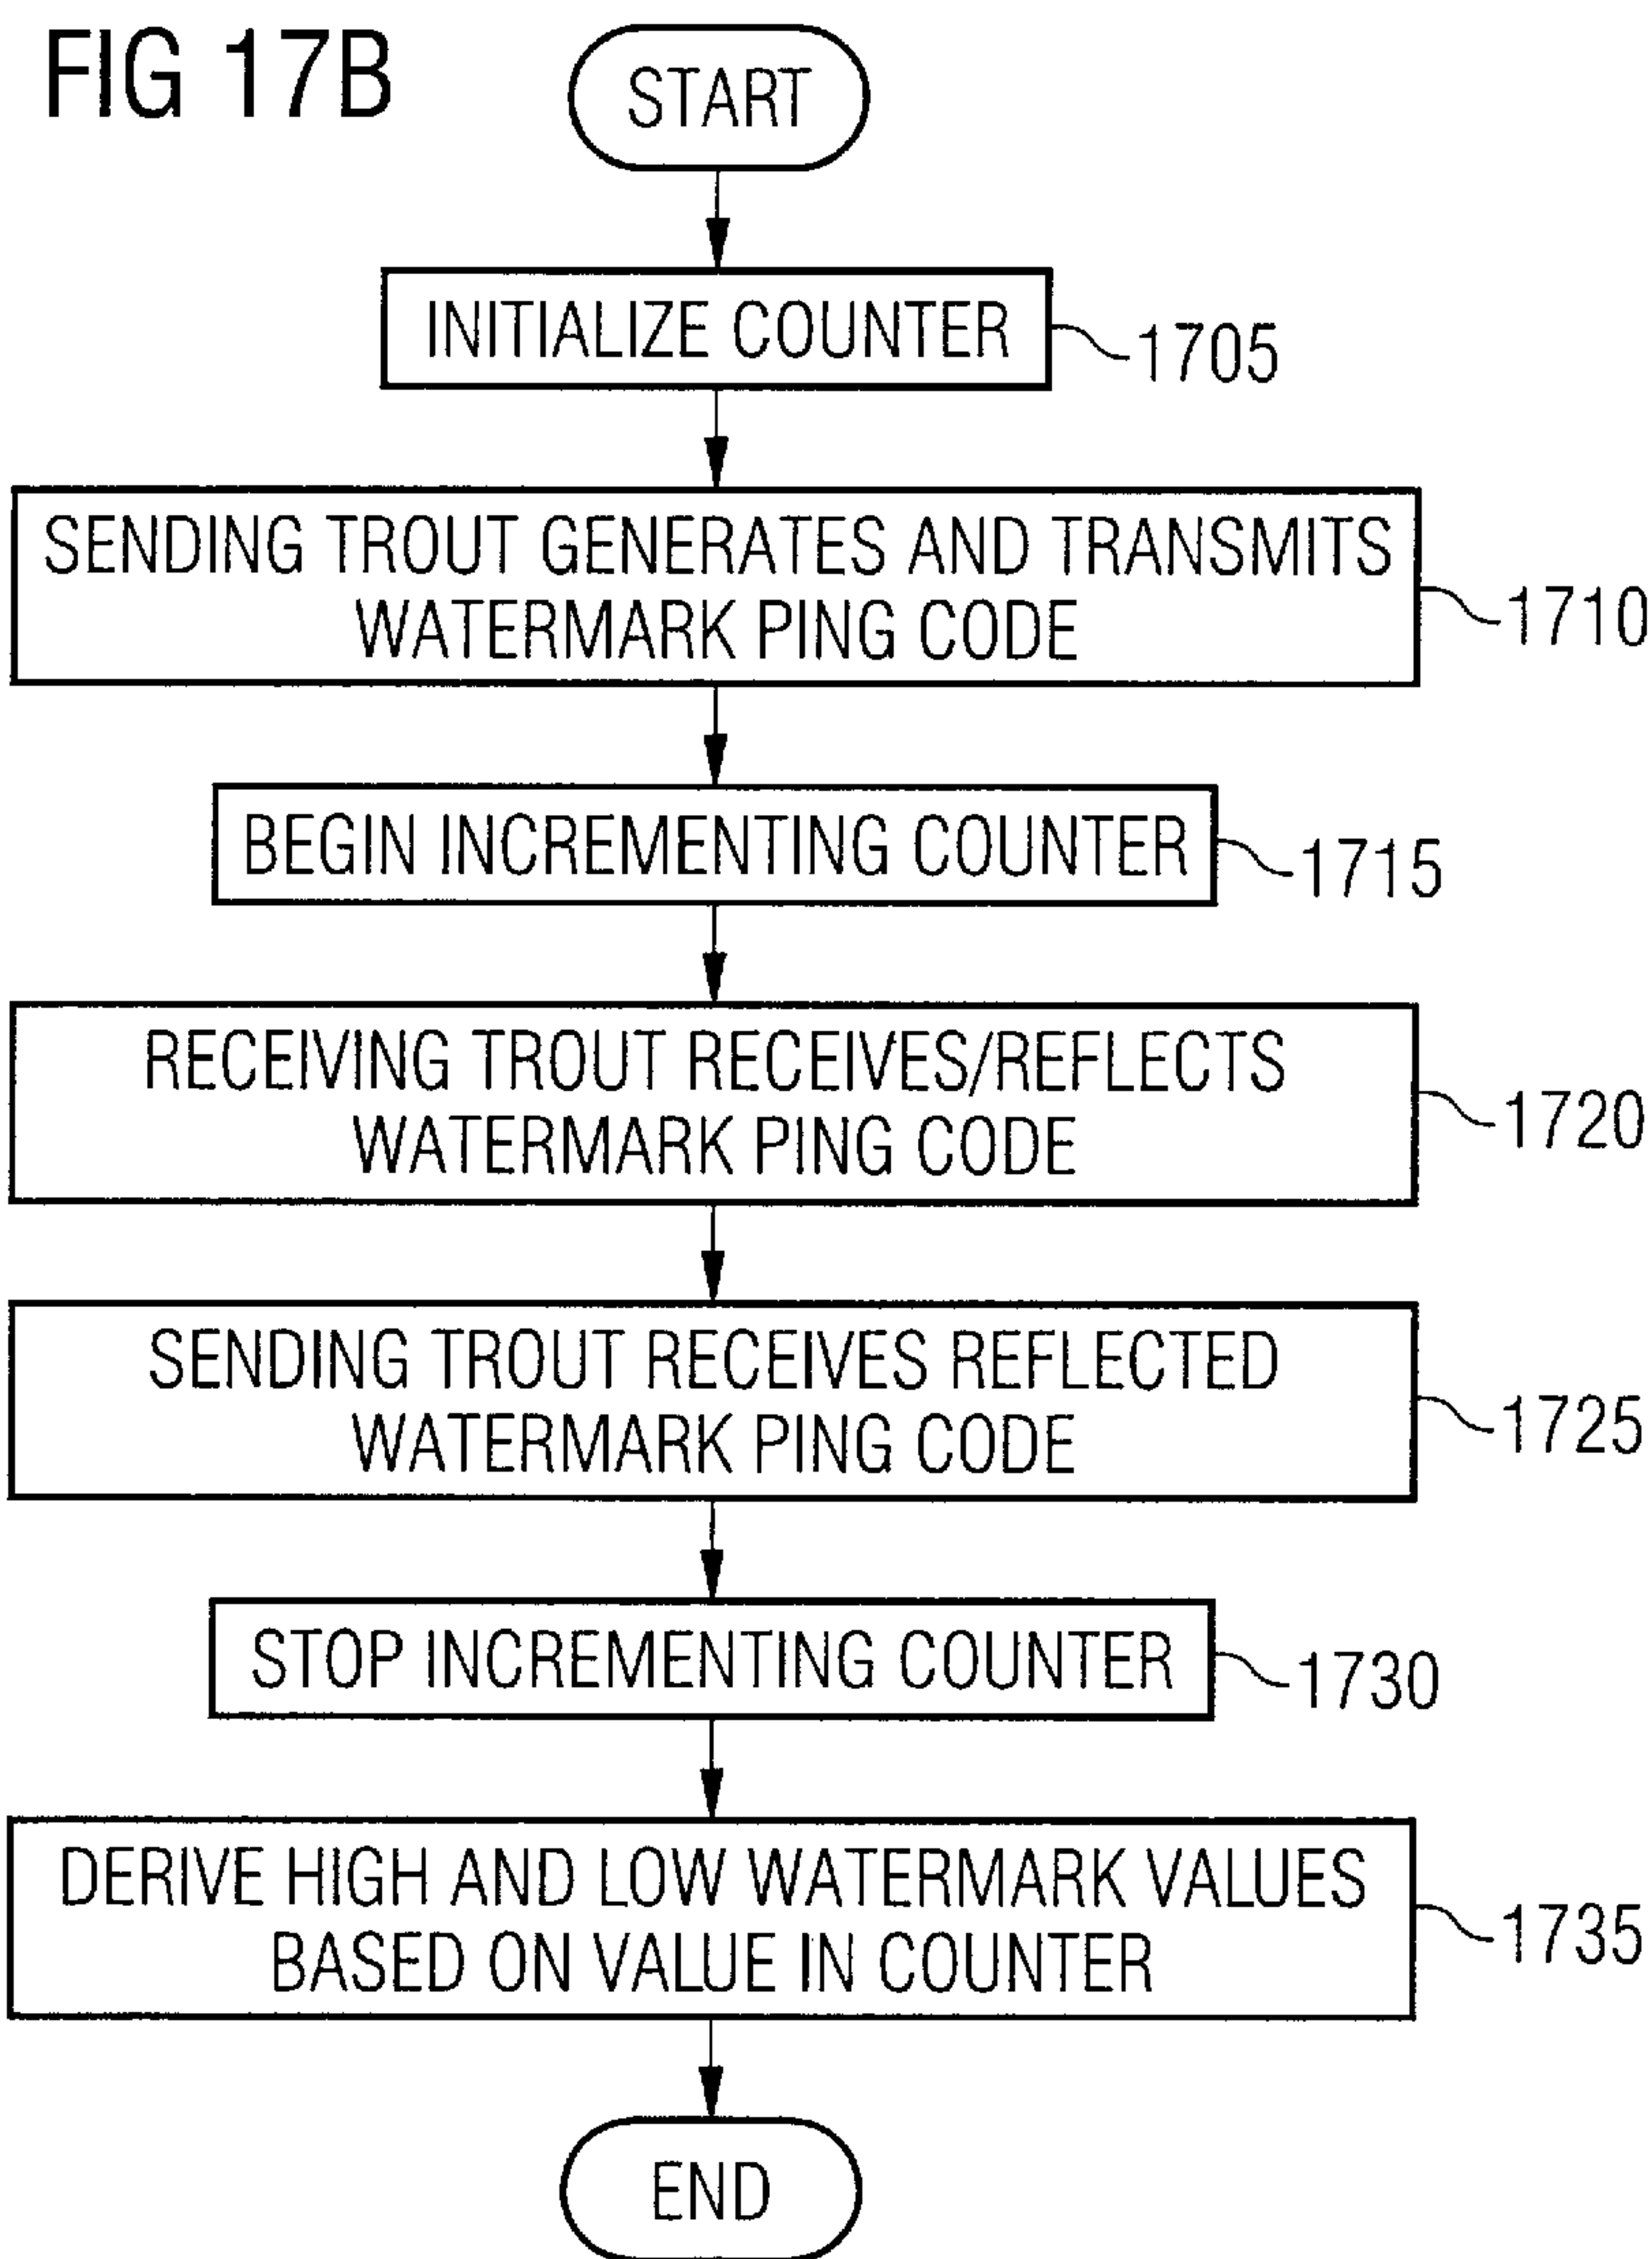 FIG 17B
START
INITIALIZE COUNTER
1705
SENDING TROUT GENERATES AND TRANSMITS
WATERMARK PING CODE
1710
BEGIN INCREMENTING COUNTER
1715
RECEIVING TROUT RECEIVES/REFLECTS
WATERMARK PING CODE
1720
SENDING TROUT RECEIVES REFLECTED
WATERMARK PING CODE
1725
STOP INCREMENTING COUNTER
1730
DERIVE HIGH AND LOW WATERMARK VALUES
BASED ON VALUE IN COUNTER
1735
END